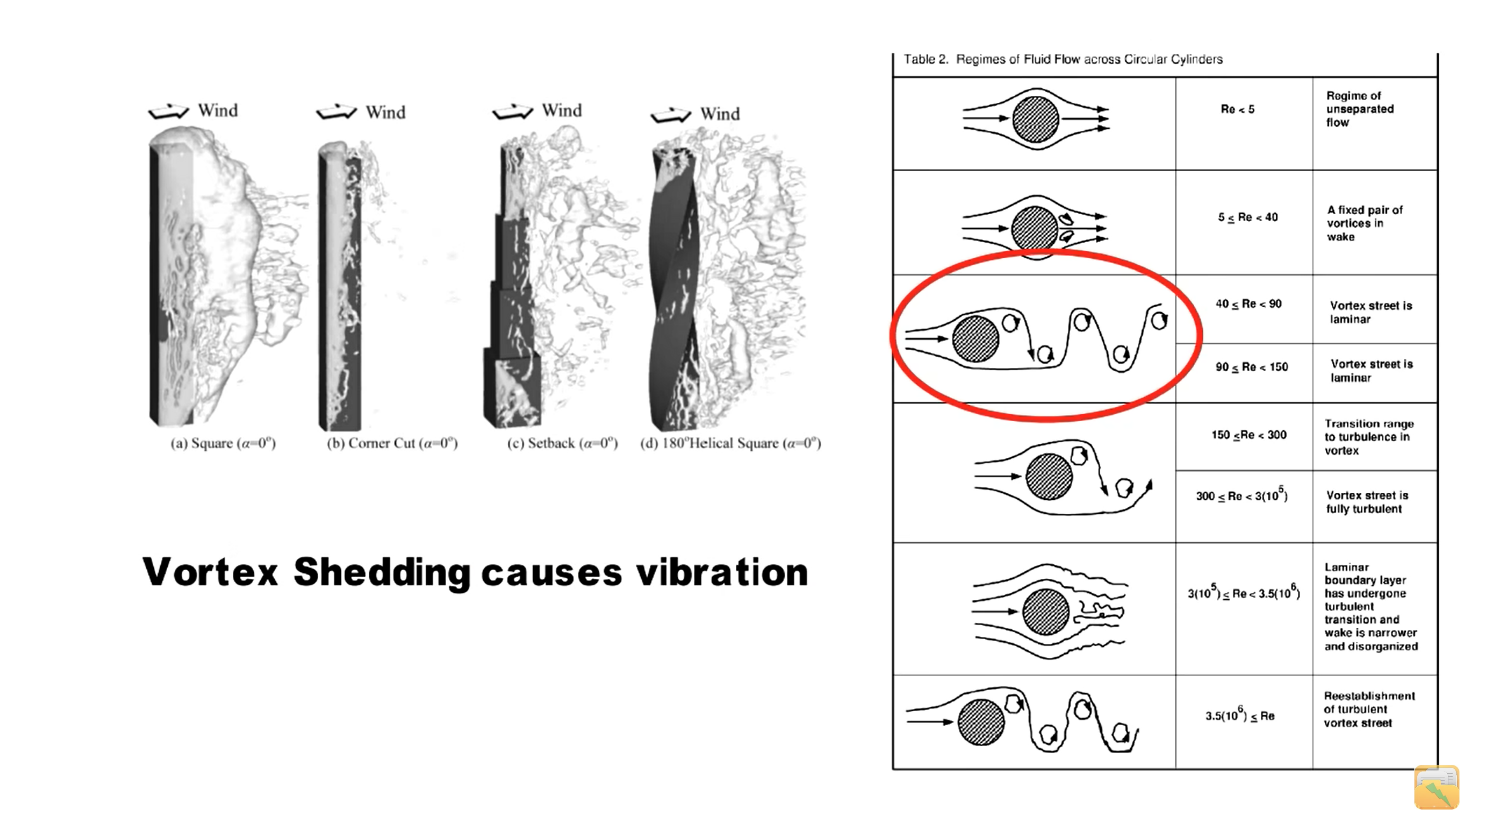 Wind
Wind
Wind
Wind
(a) Square (α=0°)
(b) Corner Cut (α=0°)
(c) Setback (α=0°)
(d) 180°Helical Square (α=0°)
Vortex Shedding causes vibration
Table 2. Regimes of Fluid Flow across Circular Cylinders
Re < 5
Regime of
unseparated
flow
5 ≤ Re < 40
A fixed pair of
vortices in
wake
40 ≤ Re < 90
Vortex street is
laminar
90 ≤ Re < 150
Vortex street is
laminar
150 ≤Re < 300
Transition range
to turbulence in
vortex
300 ≤ Re < 3(10⁵)
Vortex street is
fully turbulent
3(10⁵) ≤ Re < 3.5(10⁶)
Laminar
boundary layer
has undergone
turbulent
transition and
wake is narrower
and disorganized
3.5(10⁶) ≤ Re
Reestablishment
of turbulent
vortex street